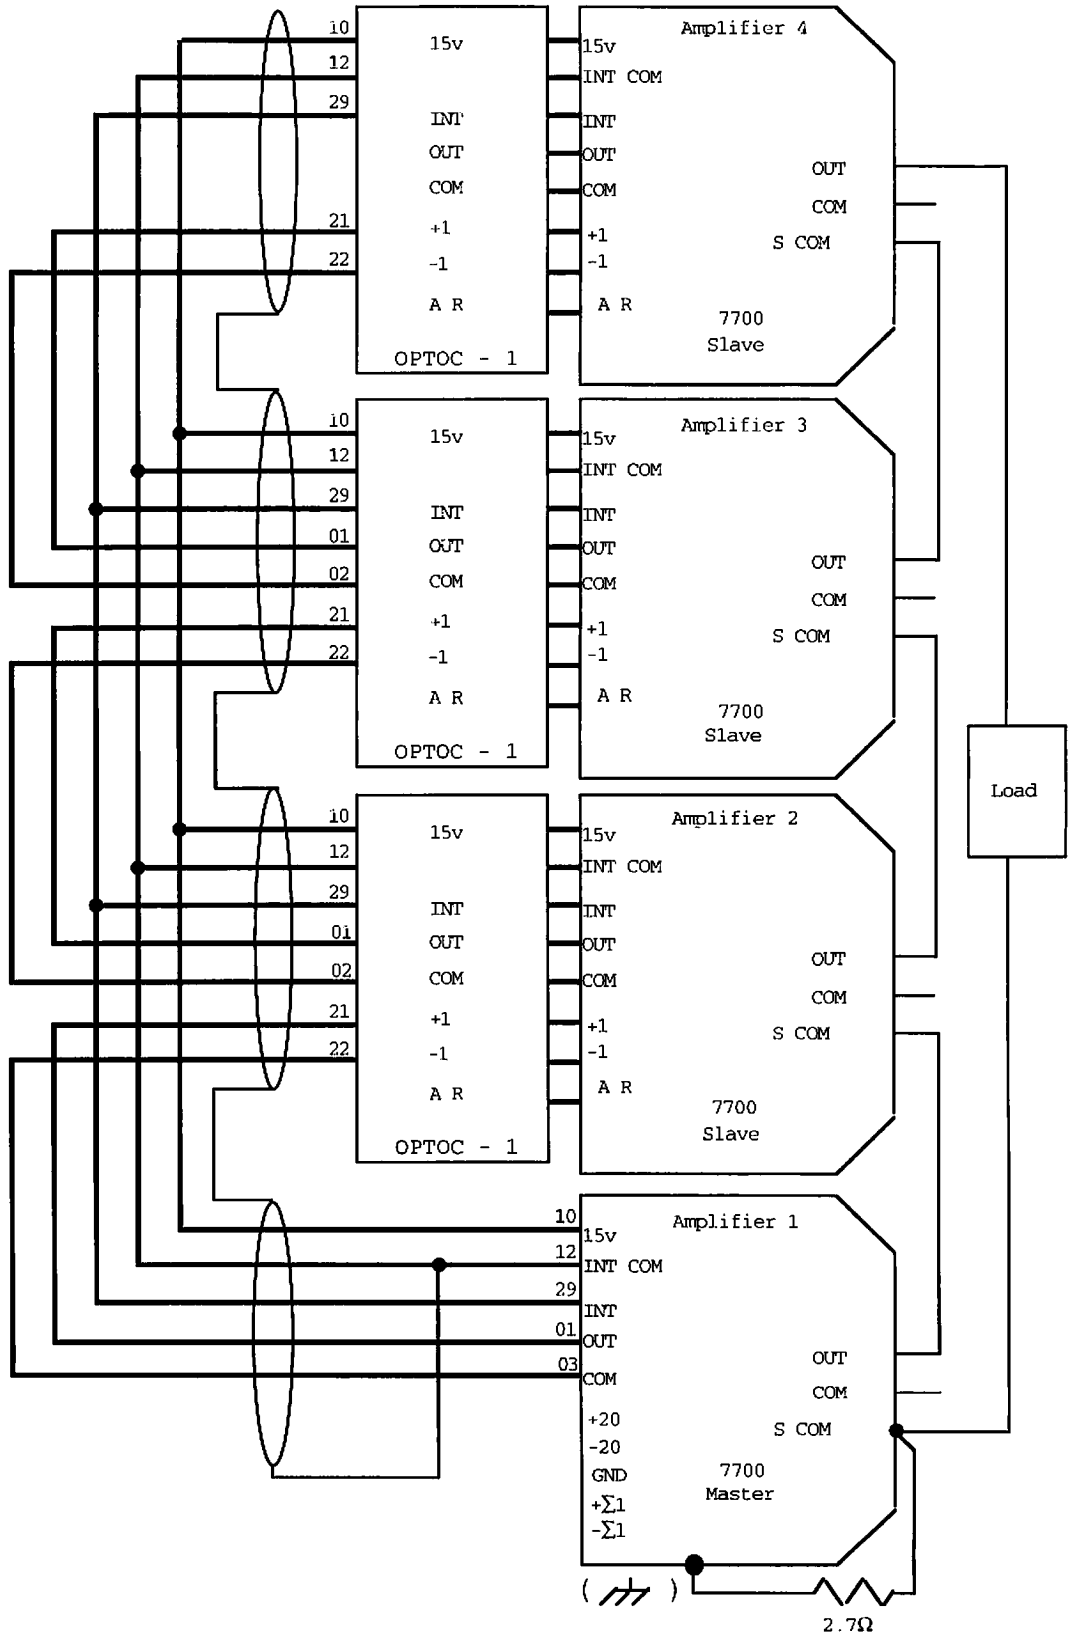 Amplifier 4
10
15v
15v
12
INT COM
29
INT
INT
OUT
OUT
OUT
COM
COM
COM
21
+1
+1
S COM
22
-1
-1
A R
A R
7700
Slave
OPTOC - 1
Amplifier 3
10
15v
15v
12
INT COM
29
INT
INT
01
OUT
OUT
OUT
02
COM
COM
COM
21
+1
+1
S COM
22
-1
-1
A R
A R
7700
Slave
OPTOC - 1
Load
Amplifier 2
10
15v
15v
12
INT COM
29
INT
INT
01
OUT
OUT
OUT
02
COM
COM
COM
21
+1
+1
S COM
22
-1
-1
A R
A R
7700
Slave
OPTOC - 1
Amplifier 1
10
15v
12
INT COM
29
INT
01
OUT
OUT
03
COM
COM
+20
S COM
-20
GND
7700
Master
+Σ1
-Σ1
( )
2.7Ω